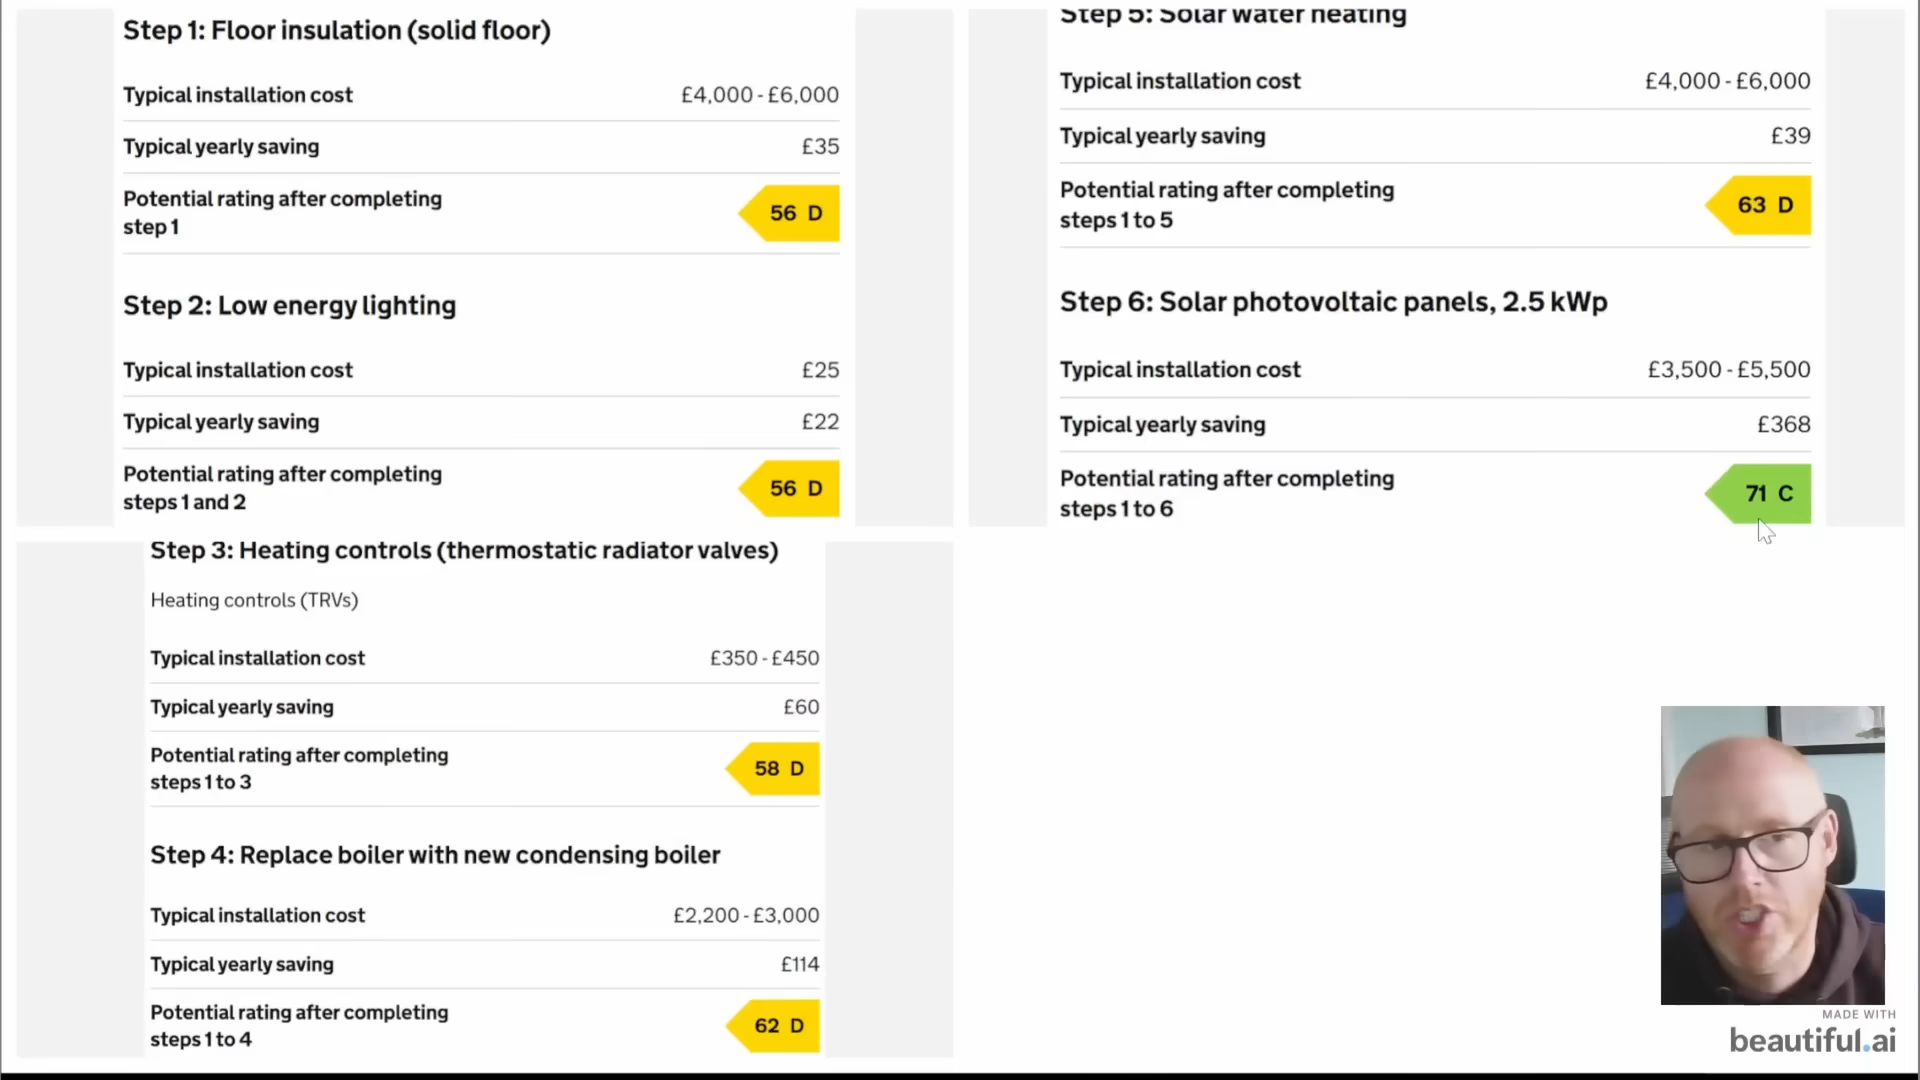 Step 1: Floor insulation (solid floor)
Typical installation cost £4,000 - £6,000
Typical yearly saving £35
Potential rating after completing
step 1
56 D
Step 2: Low energy lighting
Typical installation cost £25
Typical yearly saving £22
Potential rating after completing
steps 1 and 2
56 D
Step 3: Heating controls (thermostatic radiator valves)
Heating controls (TRVs)
Typical installation cost £350 - £450
Typical yearly saving £60
Potential rating after completing
steps 1 to 3
58 D
Step 4: Replace boiler with new condensing boiler
Typical installation cost £2,200 - £3,000
Typical yearly saving £114
Potential rating after completing
steps 1 to 4
62 D
Step 5: Solar water heating
Typical installation cost £4,000 - £6,000
Typical yearly saving £39
Potential rating after completing
steps 1 to 5
63 D
Step 6: Solar photovoltaic panels, 2.5 kWp
Typical installation cost £3,500 - £5,500
Typical yearly saving £368
Potential rating after completing
steps 1 to 6
71 C
MADE WITH
beautiful.ai